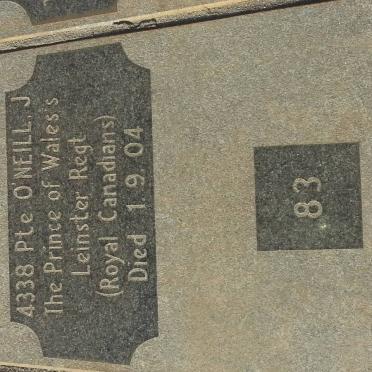 4338 Pte O'NEILL. J
The Prince of Wales's
Leinster Regt
(Royal Canadians)
Died 1. 9. 04
83